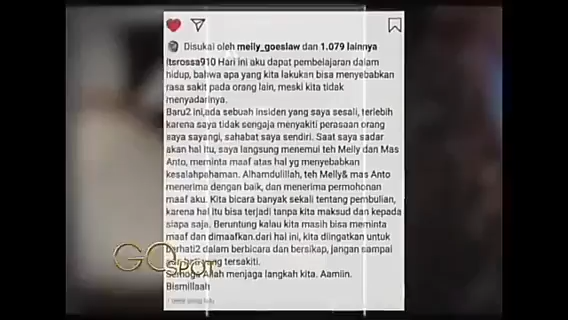 Disukai oleh melly_goeslaw dan 1.079 lainnya
itsrossa910 Hari ini aku dapat pembelajaran dalam
hidup, bahwa apa yang kita lakukan bisa menyebabkan
rasa sakit pada orang lain, meski kita tidak
menyadarinya.
Baru2 ini,ada sebuah insiden yang saya sesali, terlebih
karena saya tidak sengaja menyakiti perasaan orang
yang saya sayangi, sahabat saya sendiri. Saat saya sadar
akan hal itu, saya langsung menemui teh Melly dan Mas
Anto, meminta maaf atas hal yg menyebabkan
kesalahpahaman. Alhamdulillah, teh Melly& mas Anto
menerima dengan baik, dan menerima permohonan
maaf aku. Kita bicara banyak sekali tentang pembulian,
karena hal itu bisa terjadi tanpa kita maksud dan kepada
siapa saja. Beruntung kalau kita masih bisa meminta
maaf dan dimaafkan.dari hal ini, kita diingatkan untuk
berhati2 dalam berbicara dan bersikap, jangan sampai
yang tersakiti.
GO SPOT
Semoga Allah menjaga langkah kita. Aamiin.
Bismillaah